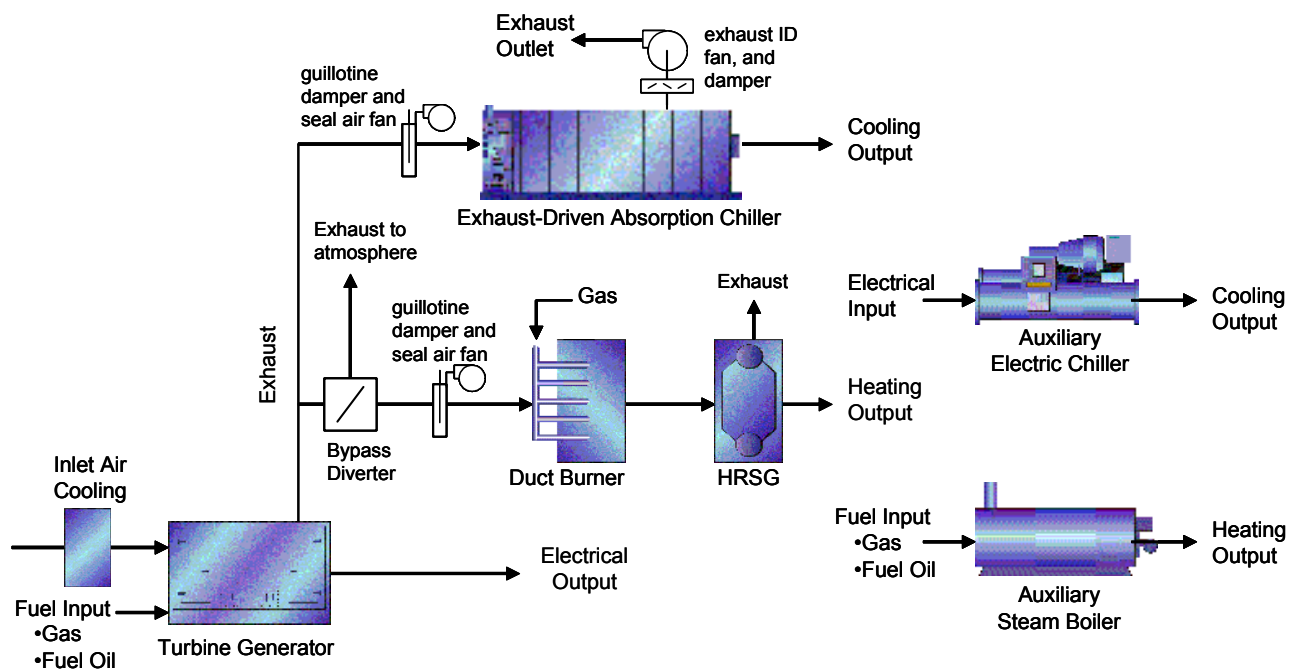 Exhaust
Outlet
exhaust ID
fan, and
damper
guillotine
damper and
seal air fan
Cooling
Output
Exhaust-Driven Absorption Chiller
Exhaust to
atmosphere
Exhaust
guillotine
damper and
seal air fan
Gas
Exhaust
Heating
Output
Bypass
Diverter
Duct Burner
HRSG
Electrical
Input
Cooling
Output
Auxiliary
Electric Chiller
Inlet Air
Cooling
Fuel Input
•Gas
•Fuel Oil
Turbine Generator
Electrical
Output
Fuel Input
•Gas
•Fuel Oil
Heating
Output
Auxiliary
Steam Boiler